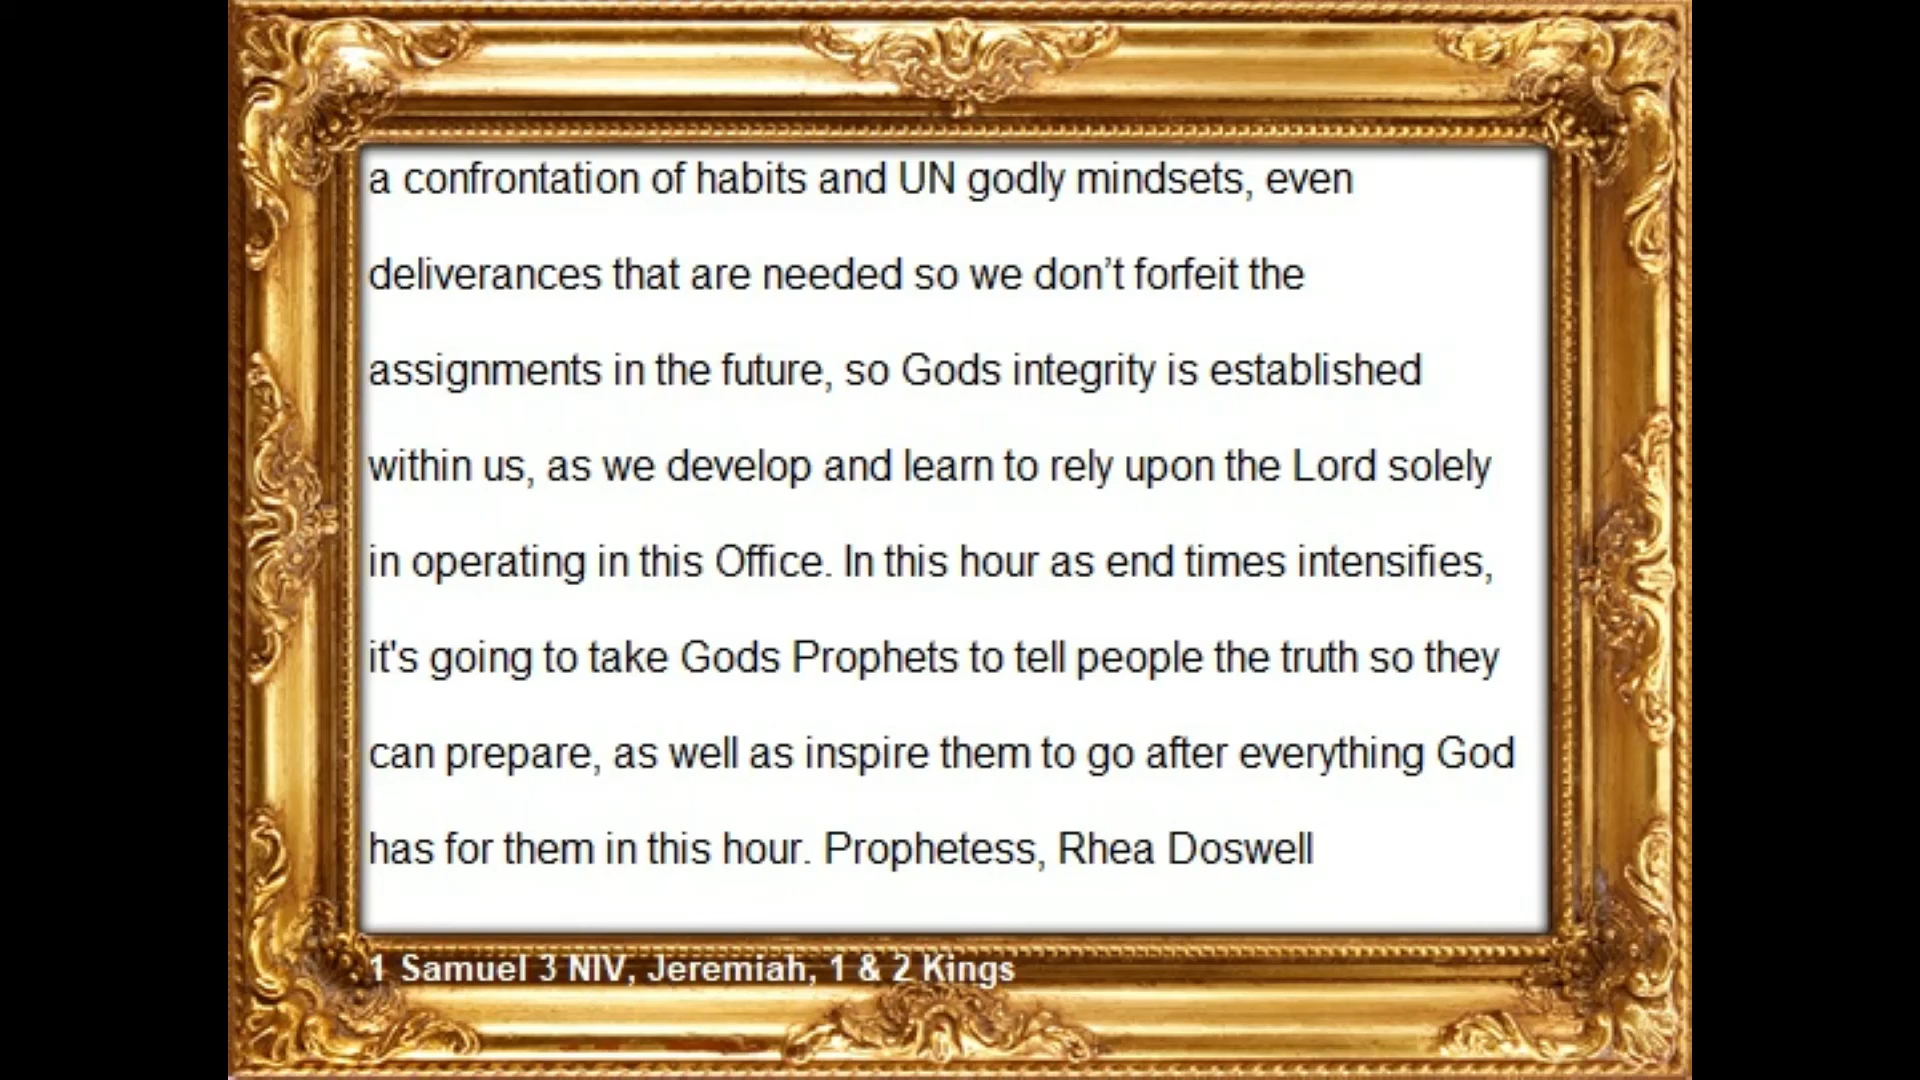 a confrontation of habits and UN godly mindsets, even
deliverances that are needed so we don’t forfeit the
assignments in the future, so Gods integrity is established
within us, as we develop and learn to rely upon the Lord solely
in operating in this Office. In this hour as end times intensifies,
it's going to take Gods Prophets to tell people the truth so they
can prepare, as well as inspire them to go after everything God
has for them in this hour. Prophetess, Rhea Doswell
1 Samuel 3 NIV, Jeremiah, 1 & 2 Kings